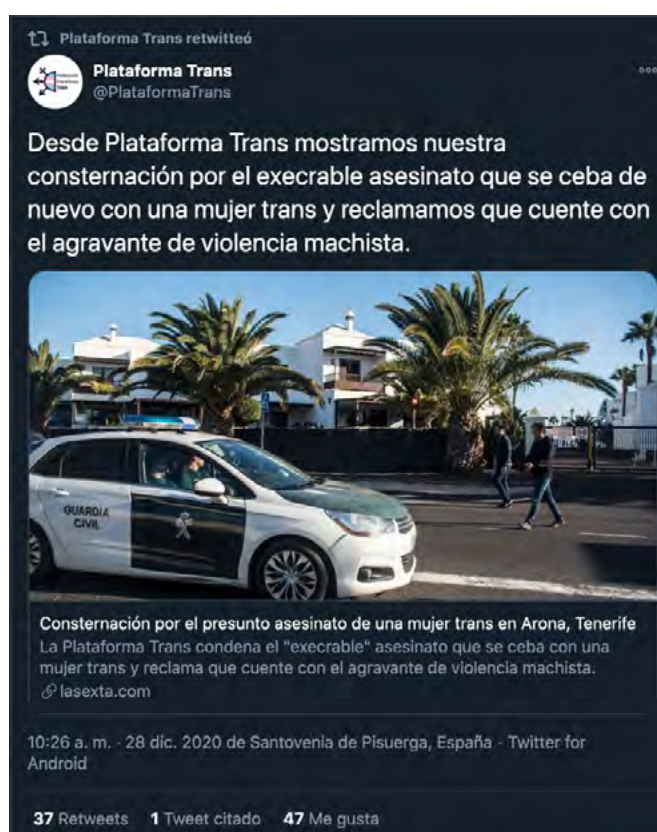 Plataforma Trans retwitteó
Plataforma Trans
@PlataformaTrans
Desde Plataforma Trans mostramos nuestra
consternación por el execrable asesinato que se ceba de
nuevo con una mujer trans y reclamamos que cuente con
el agravante de violencia machista.
GUARDIA
CIVIL
Consternación por el presunto asesinato de una mujer trans en Arona, Tenerife
La Plataforma Trans condena el "execrable" asesinato que se ceba con una
mujer trans y reclama que cuente con el agravante de violencia machista.
lasexta.com
10:26 a. m. · 28 dic. 2020 de Santovenia de Pisuerga, España · Twitter for
Android
37 Retweets 1 Tweet citado 47 Me gusta